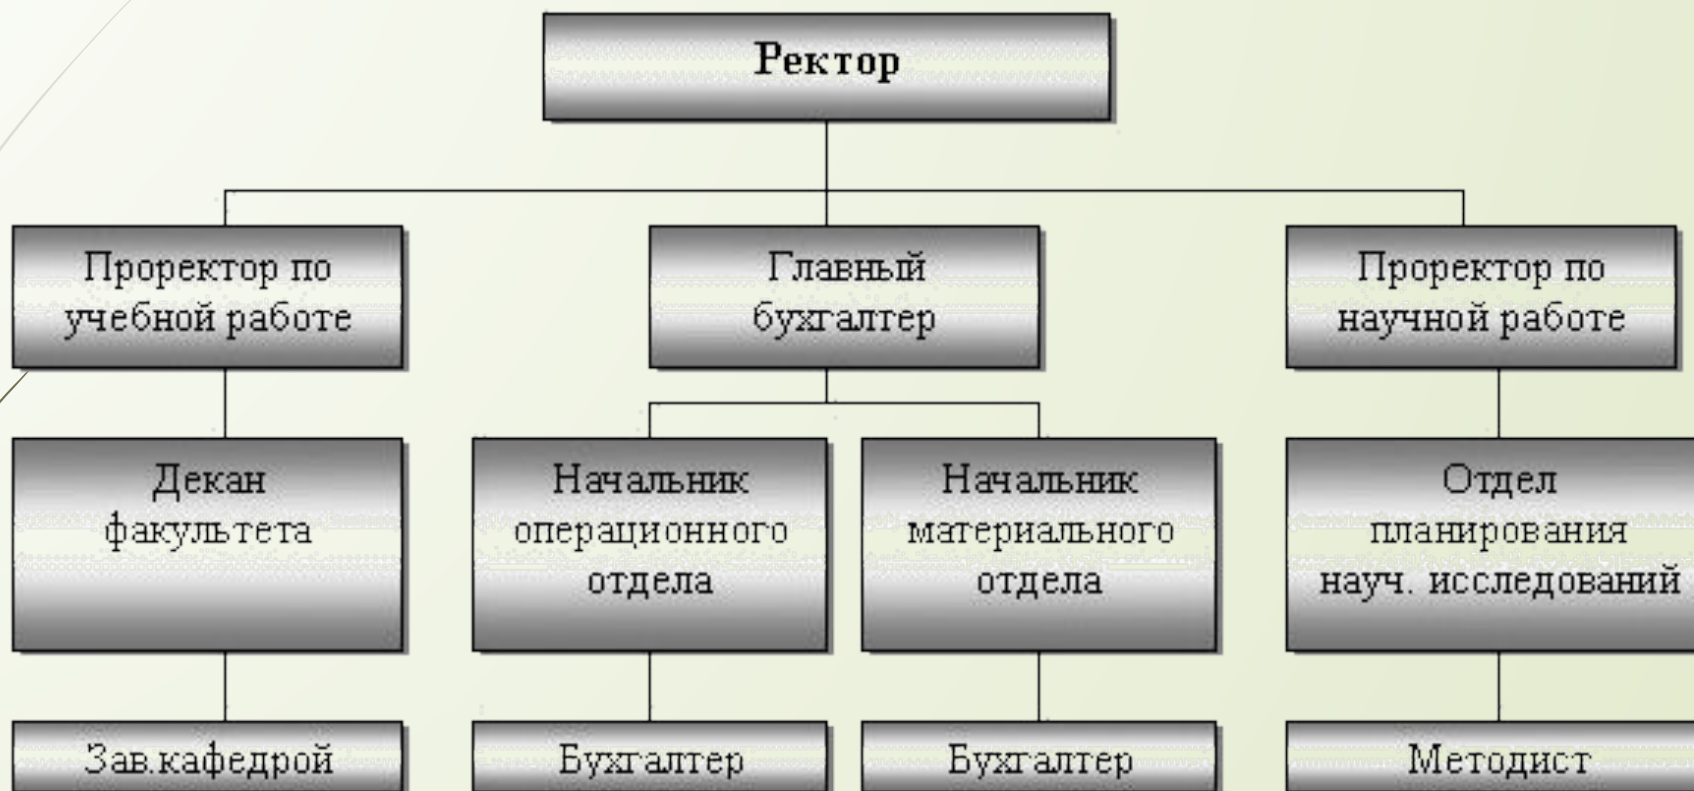 Ректор
Проректор по
учебной работе
Главный
бухгалтер
Проректор по
научной работе
Декан
факультета
Начальник
операционного
отдела
Начальник
материального
отдела
Отдел
планирования
науч. исследований
Зав.кафедрой
Бухгалтер
Бухгалтер
Методист